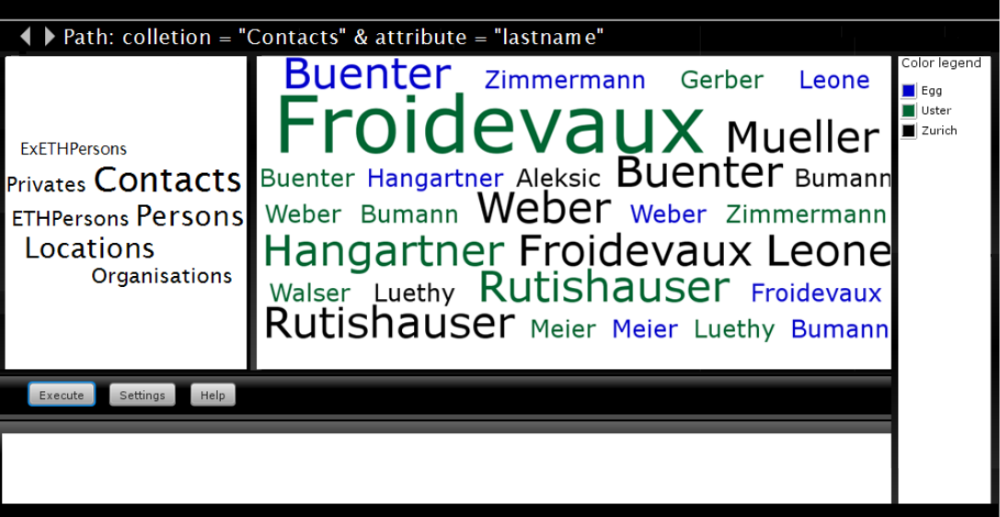 Path: colletion = "Contacts" & attribute = "lastname"
ExETHPersons
Privates Contacts
ETHPersons Persons
Locations
Organisations
Buenter Zimmermann Gerber Leone
Froidevaux Mueller
Buenter Hangartner Aleksic Buenter Bumann
Weber Bumann Weber Weber Zimmermann
Hangartner Froidevaux Leone
Walser Luethy Rutishauser Froidevaux
Rutishauser Meier Meier Luethy Bumann
Color legend
Egg
Uster
Zurich
Execute Settings Help